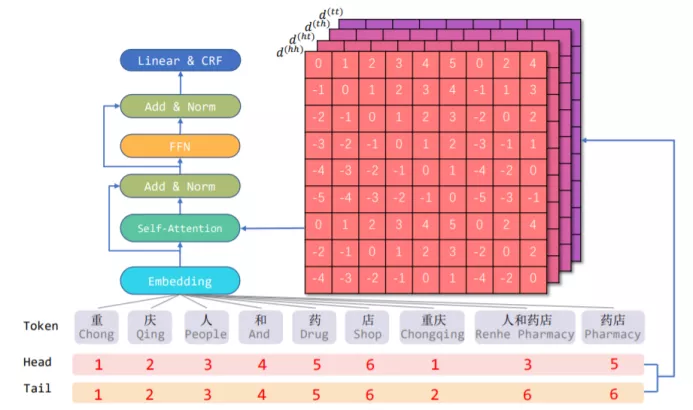 d(tt)
d(th)
d(ht)
d(hh)
Linear & CRF
Add & Norm
FFN
Add & Norm
Self-Attention
Embedding
0 1 2 3 4 5 0 2 4
-1 0 1 2 3 4 -1 1 3
-2 -1 0 1 2 3 -2 0 2
-3 -2 -1 0 1 2 -3 -1 1
-4 -3 -2 -1 0 1 -4 -2 0
-5 -4 -3 -2 -1 0 -5 -3 -1
0 1 2 3 4 5 0 2 4
-2 -1 0 1 2 3 -2 0 2
-4 -3 -2 -1 0 1 -4 -2 0
重 庆 人 和 药 店 重庆 人和药店 药店
Token Chong Qing People And Drug Shop Chongqing Renhe Pharmacy Pharmacy
Head 1 2 3 4 5 6 1 3 5
Tail 1 2 3 4 5 6 2 6 6